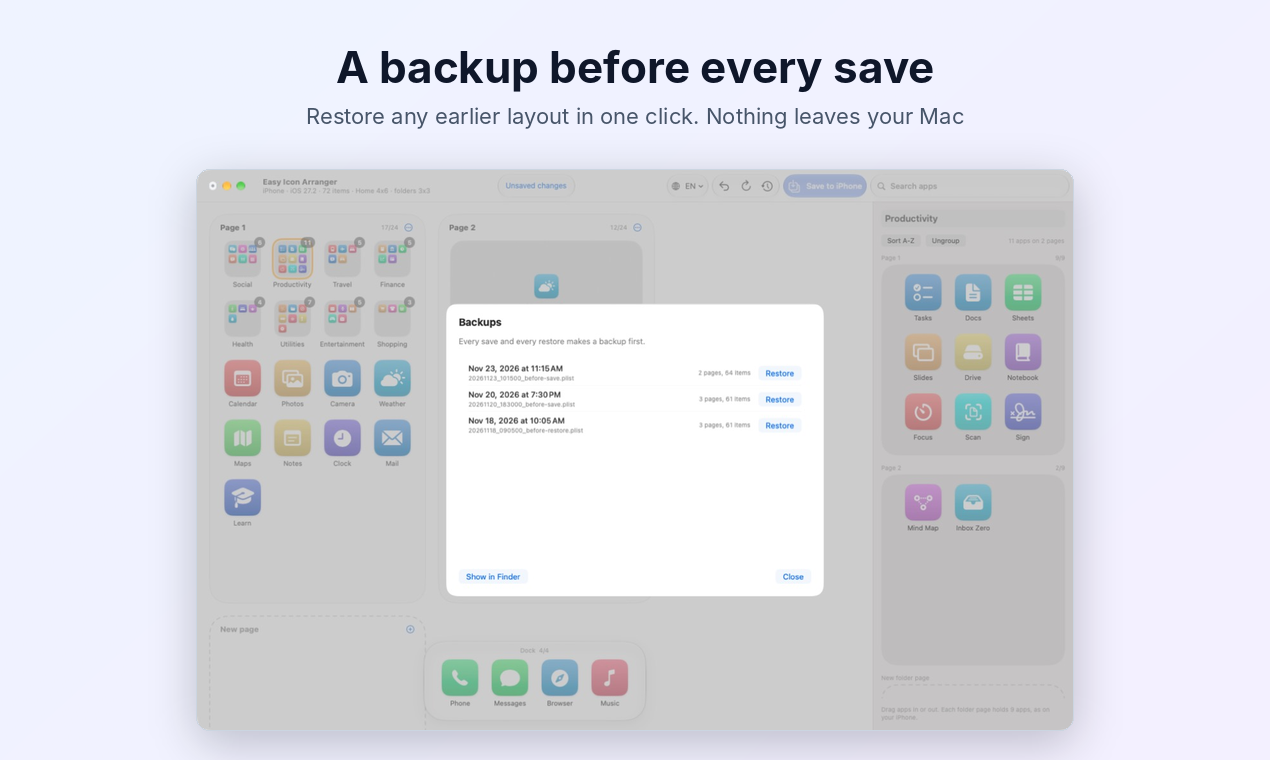 A backup before every save
Restore any earlier layout in one click. Nothing leaves your Mac
Easy Icon Arranger
iPhone · iOS 27.2 · 72 items · Home 4x6 · folders 3x3
Unsaved changes
EN
Save to iPhone
Search apps
Page 1
17/24
6
11
5
5
Social
Productivity
Travel
Finance
4
7
6
3
Health
Utilities
Entertainment
Shopping
Calendar
Photos
Camera
Weather
Maps
Notes
Clock
Mail
Learn
Page 2
12/24
Backups
Every save and every restore makes a backup first.
Nov 23, 2026 at 11:15 AM
20261123_101500_before-save.plist
2 pages, 64 items
Restore
Nov 20, 2026 at 7:30 PM
20261120_183000_before-save.plist
3 pages, 61 items
Restore
Nov 18, 2026 at 10:05 AM
20261118_090500_before-restore.plist
3 pages, 61 items
Restore
Show in Finder
Close
New page
Dock 4/4
Phone
Messages
Browser
Music
Productivity
Sort A-Z
Ungroup
11 apps on 2 pages
Page 1
9/9
Tasks
Docs
Sheets
Slides
Drive
Notebook
Focus
Scan
Sign
Page 2
2/9
Mind Map
Inbox Zero
New folder page
Drag apps in or out. Each folder page holds 9 apps, as on
your iPhone.